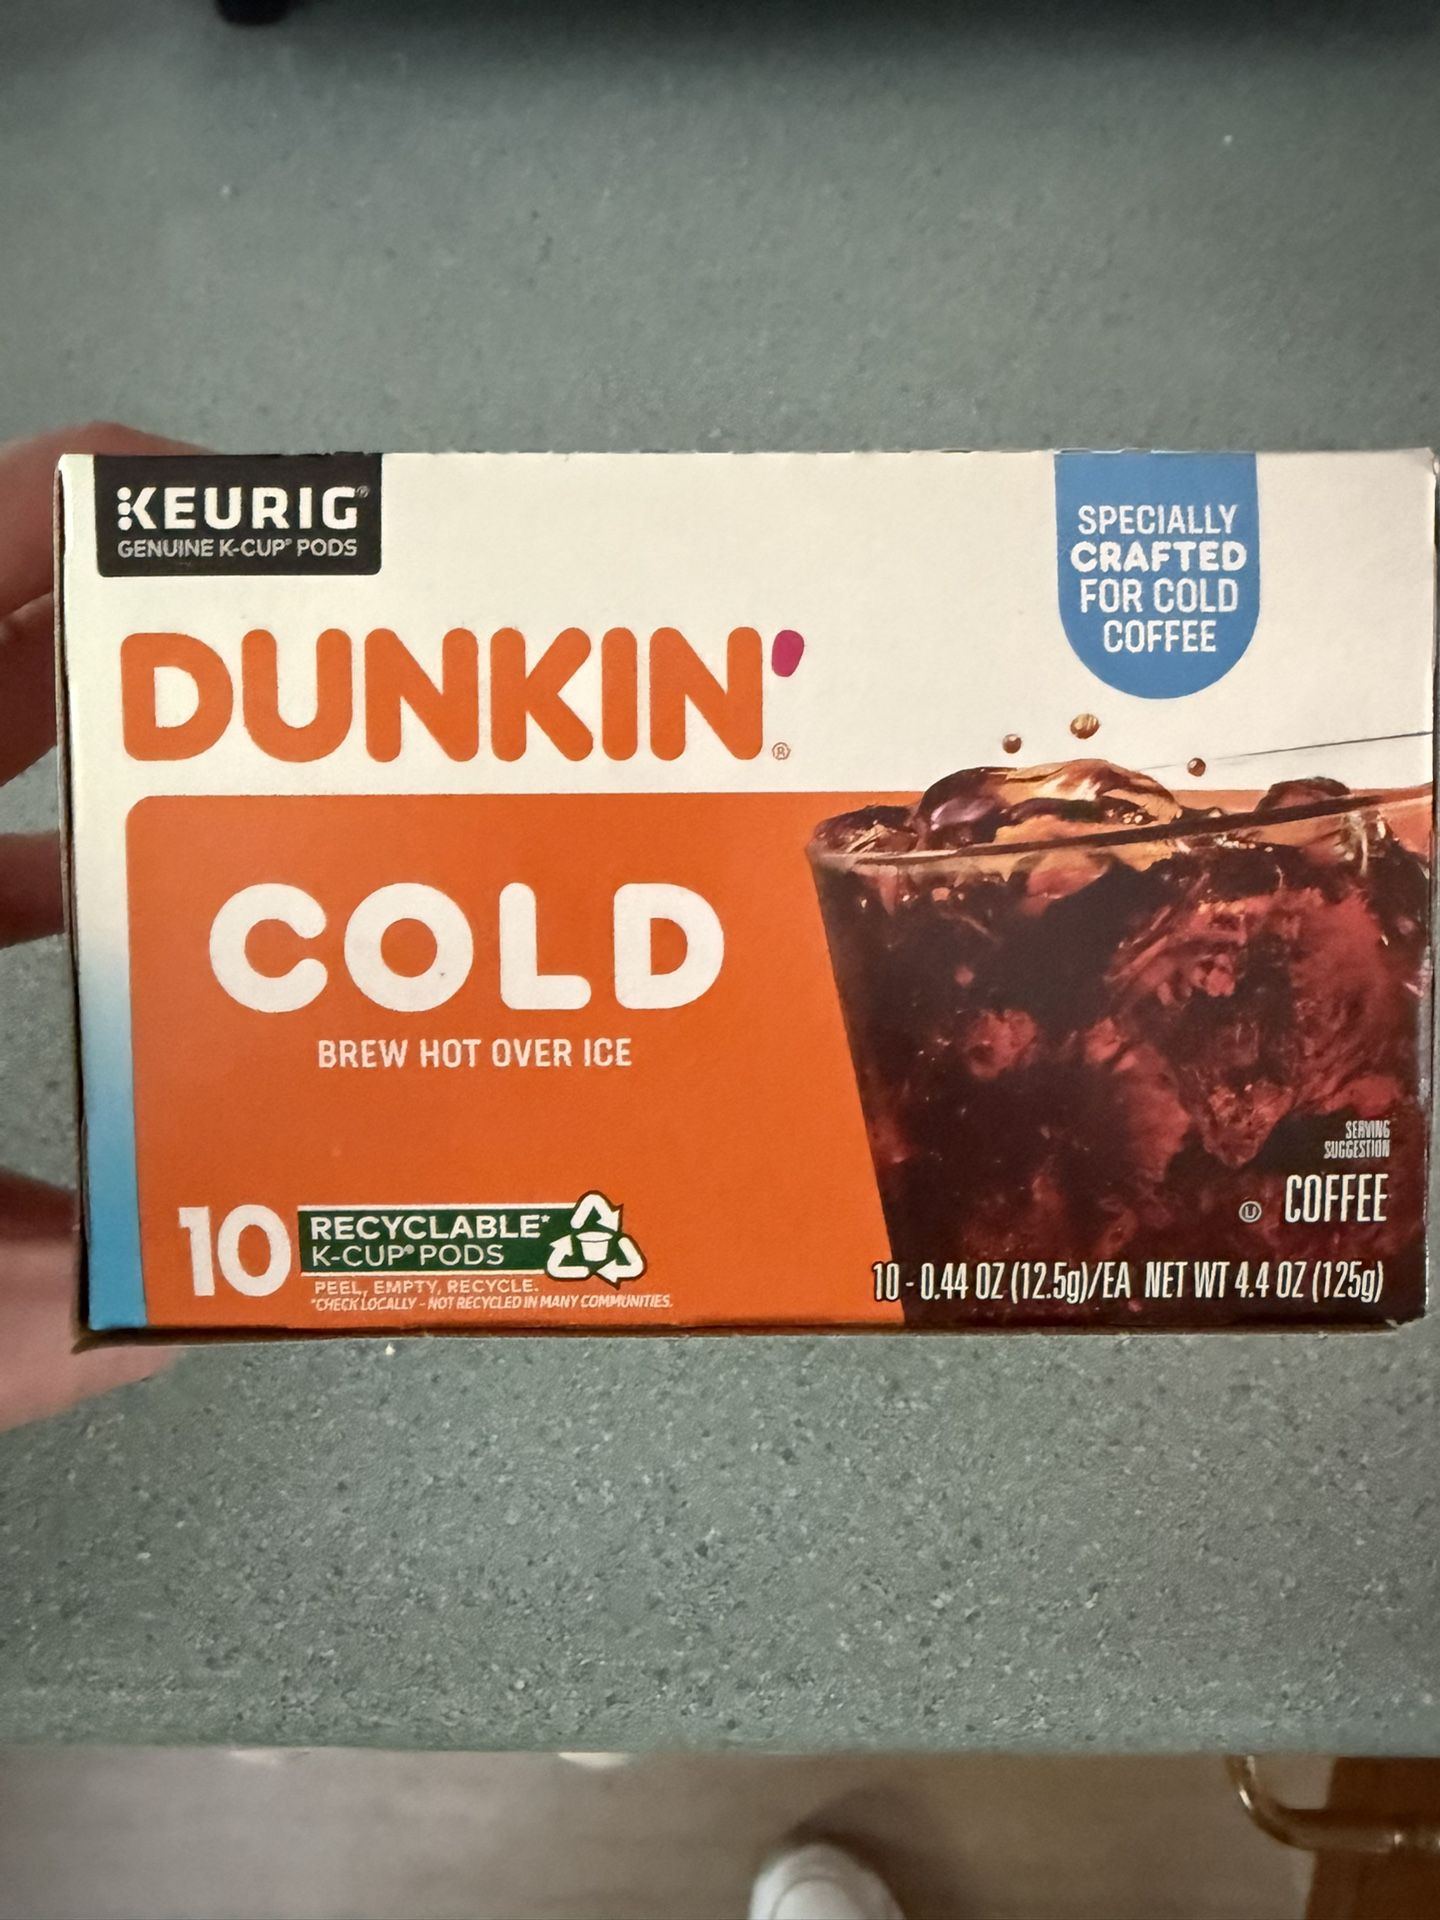 KEURIG®
GENUINE K-CUP® PODS
SPECIALLY
CRAFTED
FOR COLD
COFFEE
DUNKIN'®
COLD
BREW HOT OVER ICE
SERVING
SUGGESTION
Ⓤ COFFEE
10 RECYCLABLE*
K-CUP® PODS
PEEL, EMPTY, RECYCLE.
*CHECK LOCALLY - NOT RECYCLED IN MANY COMMUNITIES.
10 - 0.44 OZ (12.5g)/EA NET WT 4.4 OZ (125g)